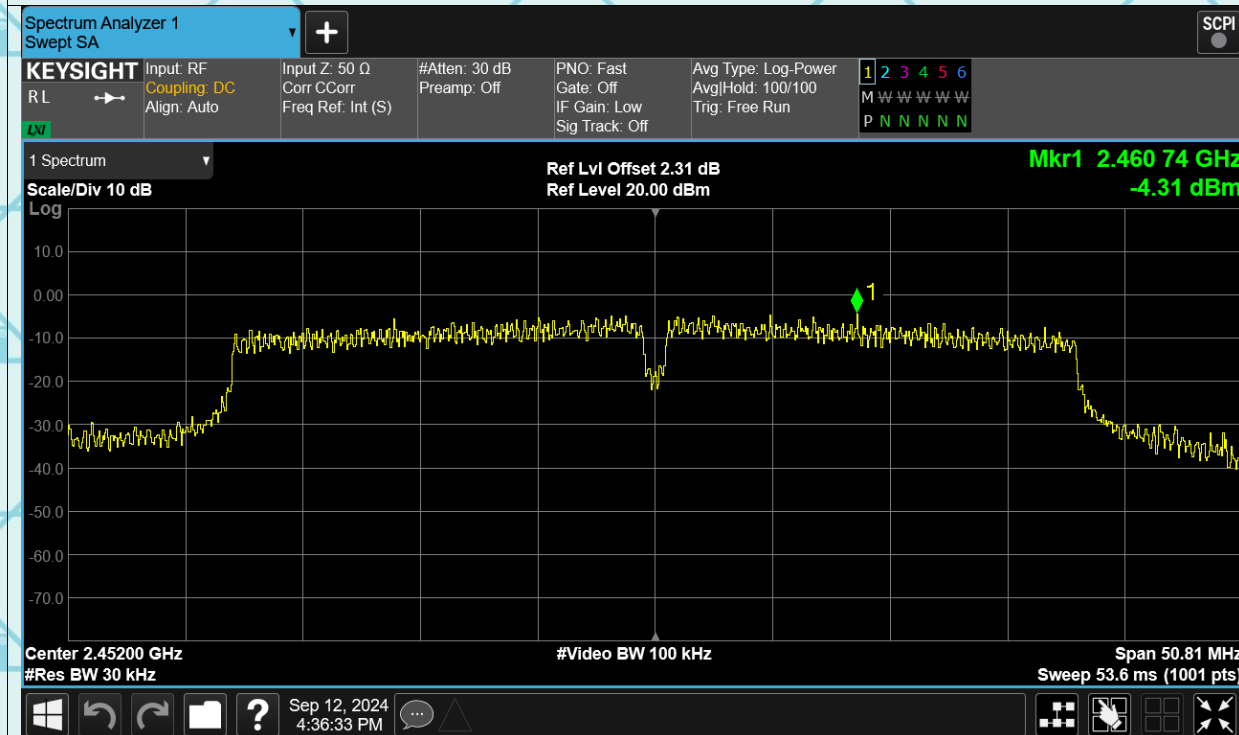 Spectrum Analyzer 1
Swept SA
SCPI
KEYSIGHT
R L
LXI
Input: RF
Coupling: DC
Align: Auto
Input Z: 50 Ω
Corr CCorr
Freq Ref: Int (S)
#Atten: 30 dB
Preamp: Off
PNO: Fast
Gate: Off
IF Gain: Low
Sig Track: Off
Avg Type: Log-Power
Avg|Hold: 100/100
Trig: Free Run
1 2 3 4 5 6
M W W W W W
P N N N N N
1 Spectrum
Scale/Div 10 dB
Ref Lvl Offset 2.31 dB
Ref Level 20.00 dBm
Mkr1 2.460 74 GHz
-4.31 dBm
Log
10.0
0.00
-10.0
-20.0
-30.0
-40.0
-50.0
-60.0
-70.0
1
Center 2.45200 GHz
#Res BW 30 kHz
#Video BW 100 kHz
Span 50.81 MHz
Sweep 53.6 ms (1001 pts)
?
Sep 12, 2024
4:36:33 PM